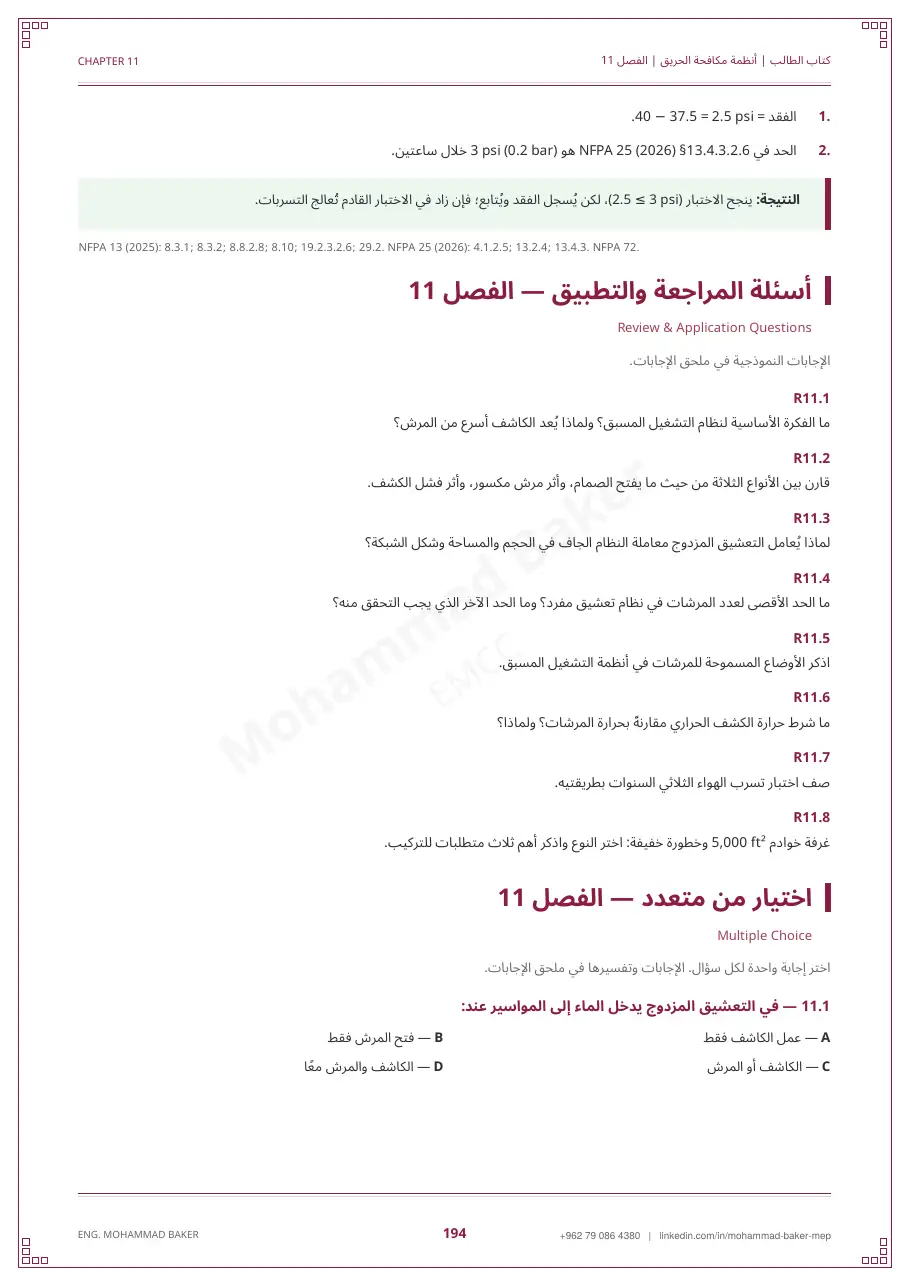 كتاب الطالب | أنظمة مكافحة الحريق | الفصل 11
CHAPTER 11
1. الفقد = 40 − 37.5 = 2.5 psi.
2. الحد في NFPA 25 (2026) §13.4.3.2.6 هو 3 psi (0.2 bar) خلال ساعتين.
النتيجة: ينجح الاختبار (2.5 ≤ 3 psi)، لكن يُسجل الفقد ويُتابع؛ فإن زاد في الاختبار القادم تُعالج التسربات.
NFPA 13 (2025): 8.3.1; 8.3.2; 8.8.2.8; 8.10; 19.2.3.2.6; 29.2. NFPA 25 (2026): 4.1.2.5; 13.2.4; 13.4.3. NFPA 72.
أسئلة المراجعة والتطبيق — الفصل 11
Review & Application Questions
الإجابات النموذجية في ملحق الإجابات.
R11.1
ما الفكرة الأساسية لنظام التشغيل المسبق؟ ولماذا يُعد الكاشف أسرع من المرش؟
R11.2
قارن بين الأنواع الثلاثة من حيث ما يفتح الصمام، وأثر مرش مكسور، وأثر فشل الكشف.
R11.3
لماذا يُعامل التعشيق المزدوج معاملة النظام الجاف في الحجم والمساحة وشكل الشبكة؟
R11.4
ما الحد الأقصى لعدد المرشات في نظام تعشيق مفرد؟ وما الحد الآخر الذي يجب التحقق منه؟
R11.5
اذكر الأوضاع المسموحة للمرشات في أنظمة التشغيل المسبق.
R11.6
ما شرط حرارة الكشف الحراري مقارنةً بحرارة المرشات؟ ولماذا؟
R11.7
صف اختبار تسرب الهواء الثلاثي السنوات بطريقتيه.
R11.8
غرفة خوادم 5,000 ft² وخطورة خفيفة: اختر النوع واذكر أهم ثلاث متطلبات للتركيب.
اختيار من متعدد — الفصل 11
Multiple Choice
اختر إجابة واحدة لكل سؤال. الإجابات وتفسيرها في ملحق الإجابات.
11.1 — في التعشيق المزدوج يدخل الماء إلى المواسير عند:
A — عمل الكاشف فقط
B — فتح المرش فقط
C — الكاشف أو المرش
D — الكاشف والمرش معًا
Mohammad Baker
EMCC
ENG. MOHAMMAD BAKER
194
+962 79 086 4380 | linkedin.com/in/mohammad-baker-mep